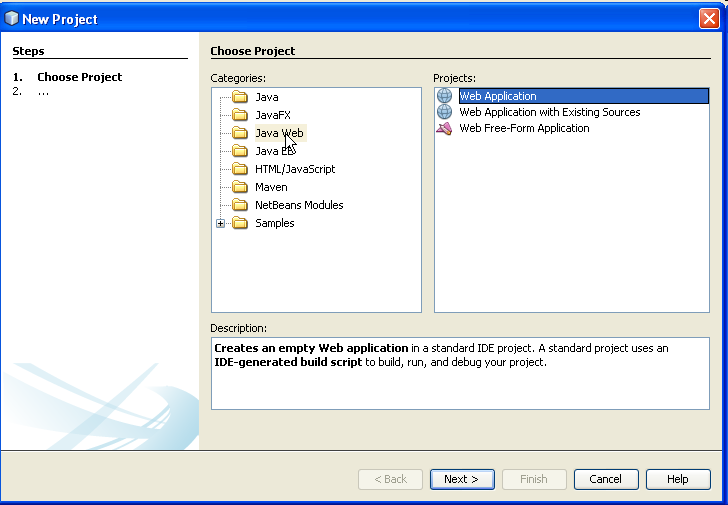 New Project
Steps
1. Choose Project
2. ...
Choose Project
Categories:
Java
JavaFX
Java Web
Java EE
HTML/JavaScript
Maven
NetBeans Modules
Samples
Projects:
Web Application
Web Application with Existing Sources
Web Free-Form Application
Description:
Creates an empty Web application in a standard IDE project. A standard project uses an
IDE-generated build script to build, run, and debug your project.
< Back
Next >
Finish
Cancel
Help